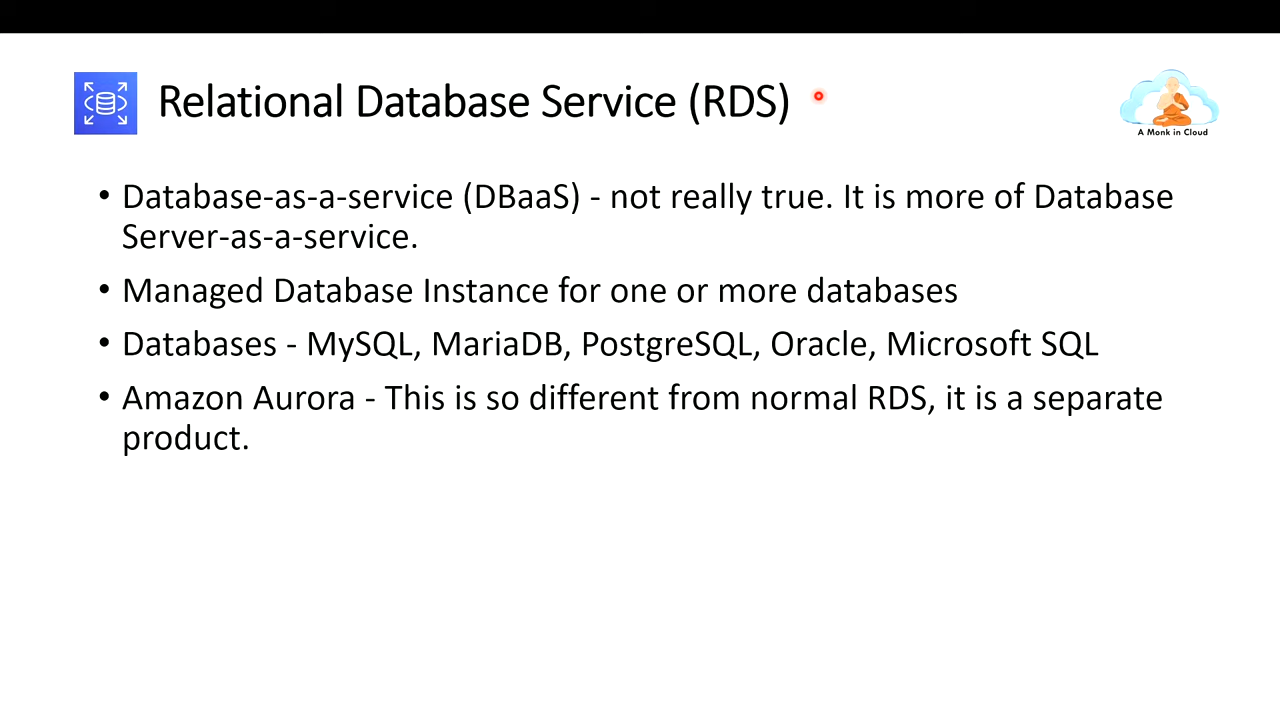 Relational Database Service (RDS)
A Monk in Cloud
• Database-as-a-service (DBaaS) - not really true. It is more of Database
Server-as-a-service.
• Managed Database Instance for one or more databases
• Databases - MySQL, MariaDB, PostgreSQL, Oracle, Microsoft SQL
• Amazon Aurora - This is so different from normal RDS, it is a separate
product.